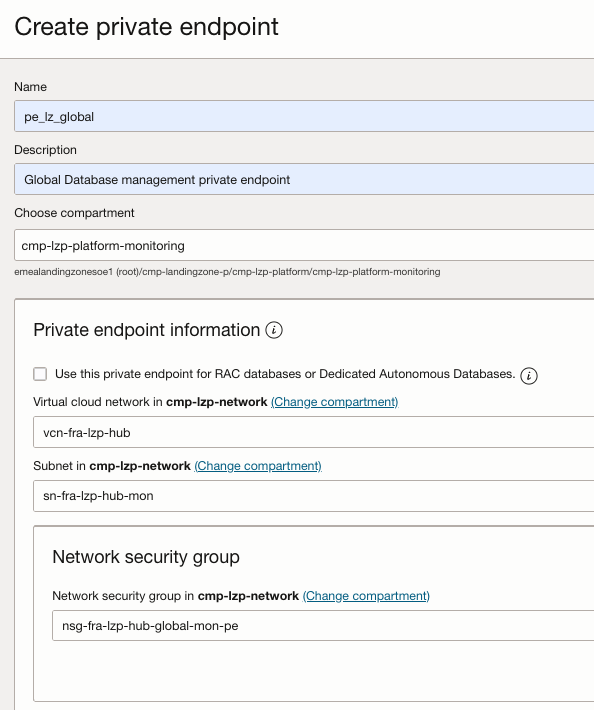 Create private endpoint
Name
pe_lz_global
Description
Global Database management private endpoint
Choose compartment
cmp-lzp-platform-monitoring
emealandingzonesoe1 (root)/cmp-landingzone-p/cmp-lzp-platform/cmp-lzp-platform-monitoring
Private endpoint information i
Use this private endpoint for RAC databases or Dedicated Autonomous Databases. i
Virtual cloud network in cmp-lzp-network (Change compartment)
vcn-fra-lzp-hub
Subnet in cmp-lzp-network (Change compartment)
sn-fra-lzp-hub-mon
Network security group
Network security group in cmp-lzp-network (Change compartment)
nsg-fra-lzp-hub-global-mon-pe